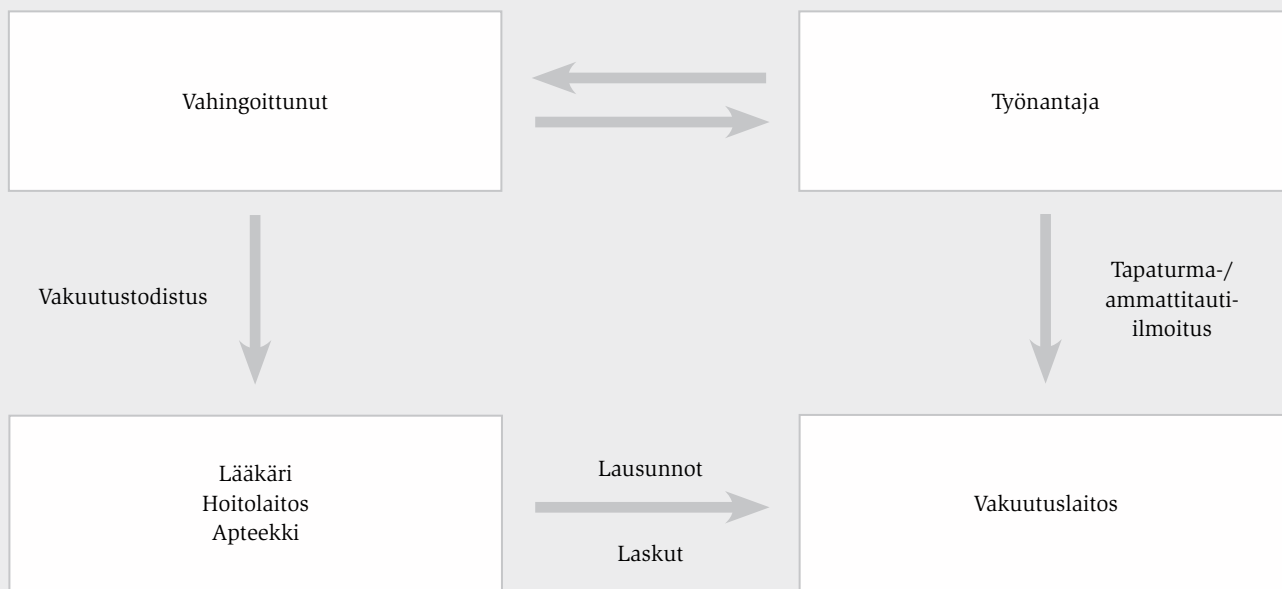 Vahingoittunut
Työnantaja
Vakuutustodistus
Tapaturma-/
ammattitauti-
ilmoitus
Lääkäri
Hoitolaitos
Apteekki
Lausunnot
Laskut
Vakuutuslaitos